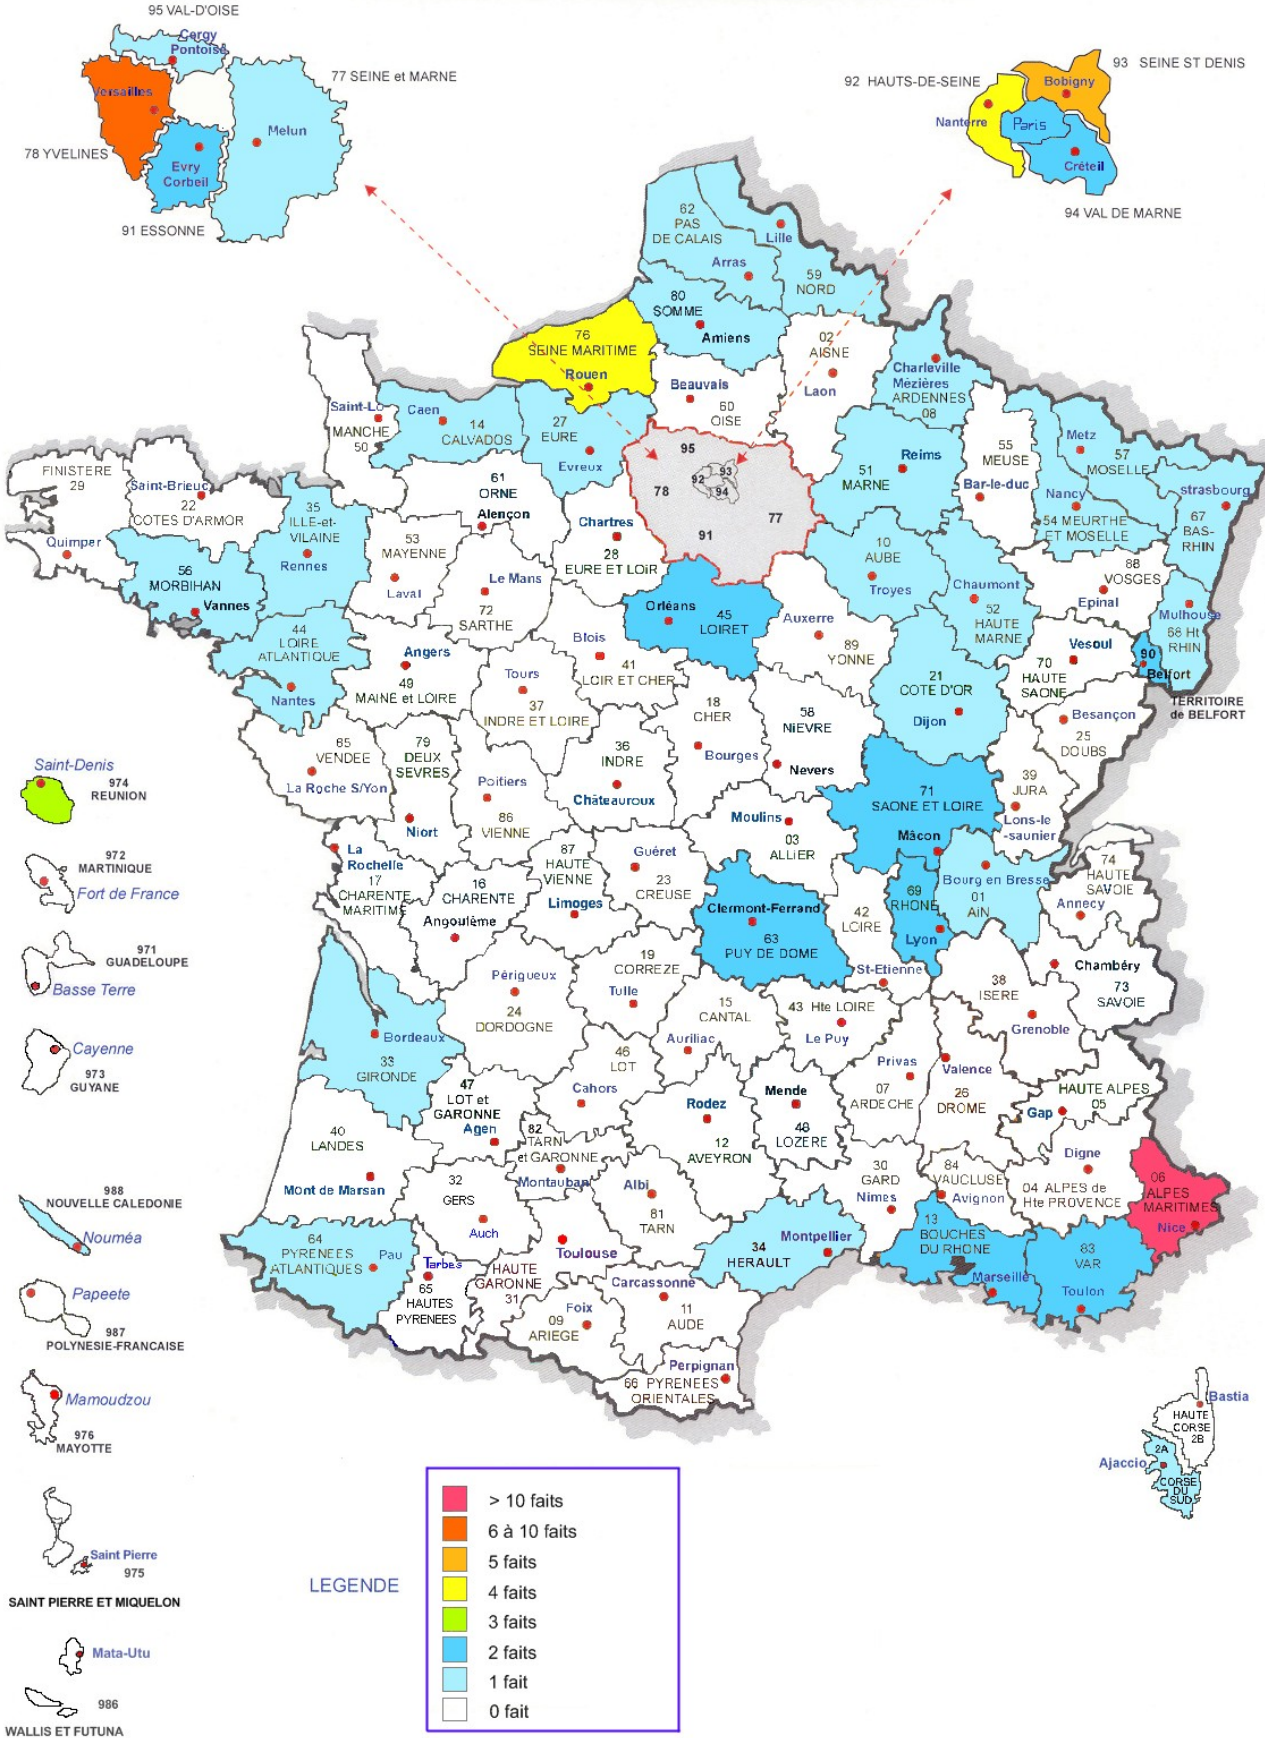 95 VAL-D'OISE
Cergy
Pontoise
77 SEINE et MARNE
Versailles
Melun
78 YVELINES
Evry
Corbeil
91 ESSONNE
93 SEINE ST DENIS
92 HAUTS-DE-SEINE
Bobigny
Nanterre
Paris
Créteil
94 VAL DE MARNE
62
PAS
DE CALAIS
Lille
Arras
59
NORD
80
SOMME
Amiens
76
SEINE MARITIME
Rouen
02
AISNE
Laon
Beauvais
60
OISE
Charleville
Mézières
ARDENNES
08
Saint-Lo
MANCHE
50
Caen
14
CALVADOS
27
EURE
Evreux
95
93
92
94
78
77
91
51
MARNE
Reims
55
MEUSE
Bar-le-duc
Metz
57
MOSELLE
Nancy
54 MEURTHE
ET MOSELLE
strasbourg
67
BAS-
RHIN
FINISTERE
29
Quimper
Saint-Brieuc
22
COTES D'ARMOR
35
ILLE-et-
VILAINE
Rennes
56
MORBIHAN
Vannes
61
ORNE
Alençon
53
MAYENNE
Laval
Chartres
28
EURE ET LOiR
Le Mans
72
SARTHE
10
AUBE
Troyes
Chaumont
52
HAUTE
MARNE
88
VOSGES
Epinal
Mulhouse
68 Ht
RHIN
44
LOIRE
ATLANTIQUE
Nantes
Angers
49
MAINE et LOIRE
Blois
41
LOIR ET CHER
Orléans
45
LOIRET
Auxerre
89
YONNE
Vesoul
70
HAUTE
SAONE
90
Belfort
TERRITOIRE
de BELFORT
Tours
37
INDRE ET LOIRE
18
CHER
Bourges
58
NiEVRE
Nevers
21
COTE D'OR
Dijon
Besançon
25
DOUBS
85
VENDEE
La Roche S/Yon
79
DEUX
SEVRES
Niort
Poitiers
86
VIENNE
36
INDRE
Châteauroux
Moulins
03
ALLiER
71
SAONE ET LOIRE
Mâcon
39
JURA
Lons-le
-saunier
Saint-Denis
974
REUNION
La
Rochelle
17
CHARENTE
MARITIME
16
CHARENTE
Angoulême
87
HAUTE
ViENNE
Limoges
Guéret
23
CREUSE
Clermont-Ferrand
63
PUY DE DOME
42
LOIRE
St-Etienne
69
RHONE
Lyon
Bourg en Bresse
01
AiN
74
HAUTE
SAVOIE
Annecy
972
MARTINIQUE
Fort de France
971
GUADELOUPE
Basse Terre
Cayenne
973
GUYANE
Périgueux
24
DORDOGNE
19
CORREZE
Tulle
15
CANTAL
Auriliac
43 Hte LOIRE
Le Puy
38
ISERE
Grenoble
Chambéry
73
SAVOIE
Bordeaux
33
GIRONDE
47
LOT et
GARONNE
Agen
46
LOT
Cahors
Rodez
12
AVEYRON
Mende
48
LOZERE
Privas
07
ARDECHE
Valence
26
DROME
HAUTE ALPES
05
Gap
40
LANDES
Mont de Marsan
82
TARN
et GARONNE
Montauban
32
GERS
Auch
Albi
81
TARN
30
GARD
Nimes
84
VAUCLUSE
Avignon
Digne
04 ALPES de
Hte PROVENCE
06
ALPES
MARITIMES
Nice
988
NOUVELLE CALEDONIE
Nouméa
64
PYRENEES
ATLANTIQUES
Pau
Tarbes
65
HAUTES
PYRENEES
Toulouse
HAUTE
GARONNE
31
Montpellier
34
HERAULT
13
BOUCHES
DU RHONE
Marseille
83
VAR
Toulon
Papeete
987
POLYNESIE-FRANCAISE
Foix
09
ARIEGE
Carcassonne
11
AUDE
Perpignan
66 PYRENEES
ORIENTALES
Mamoudzou
976
MAYOTTE
Bastia
HAUTE
CORSE
2B
Ajaccio
2A
CORSE
DU
SUD
Saint Pierre
975
SAINT PIERRE ET MIQUELON
Mata-Utu
986
WALLIS ET FUTUNA
LEGENDE
> 10 faits
6 à 10 faits
5 faits
4 faits
3 faits
2 faits
1 fait
0 fait